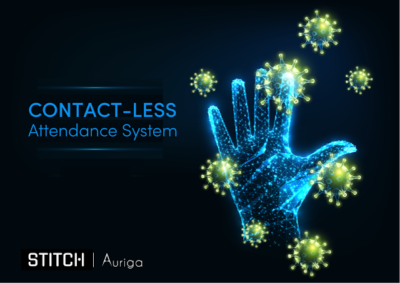 CONTACT-LESS
Attendance System
STITCH | Auriga